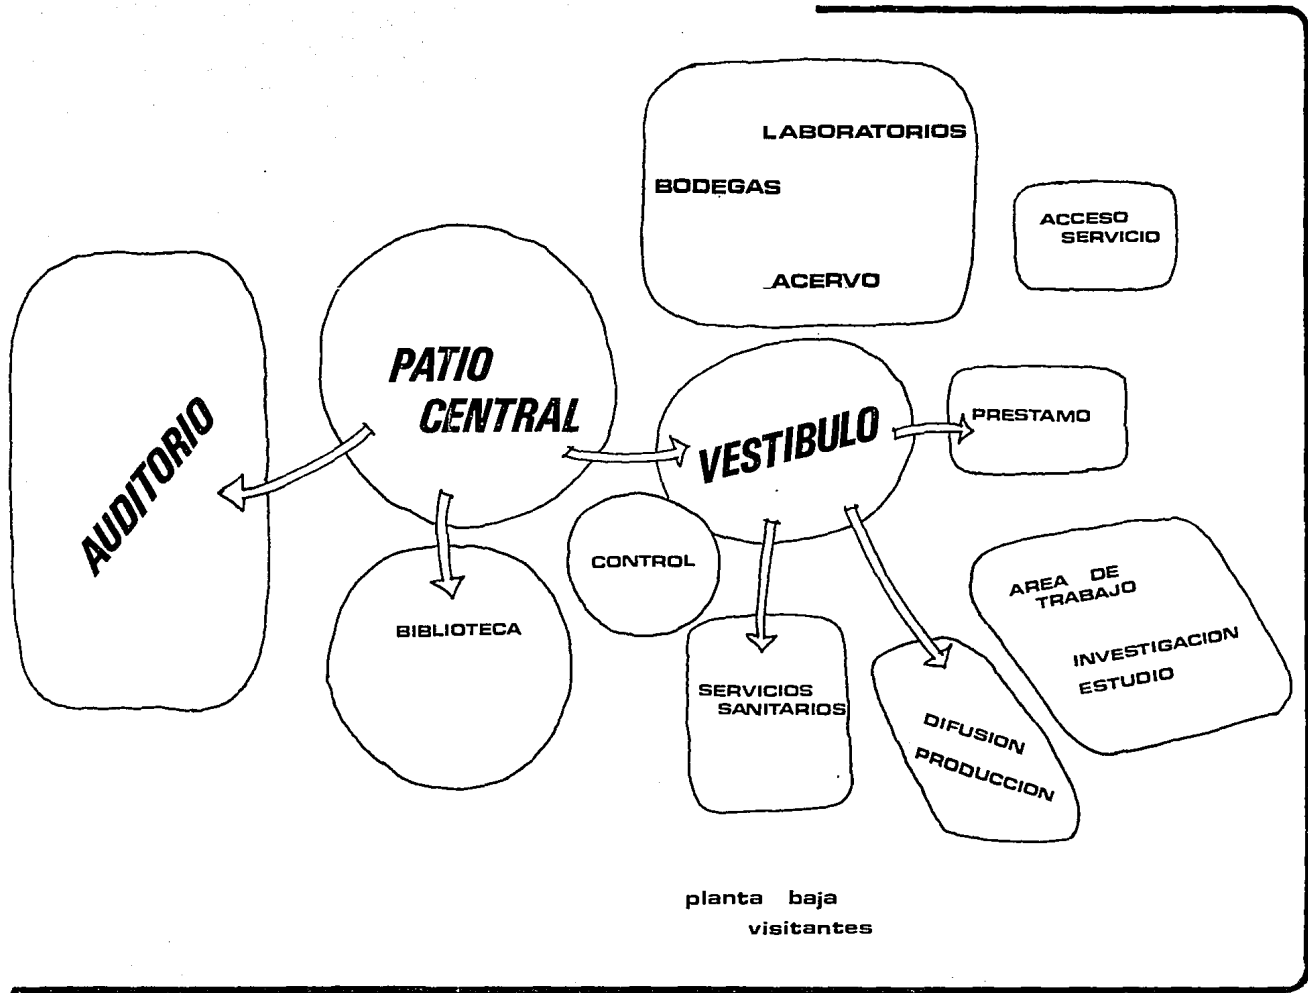 LABORATORIOS
BODEGAS
ACERVO
ACCESO
SERVICIO
PATIO
CENTRAL
AUDITORIO
VESTIBULO
PRESTAMO
CONTROL
BIBLIOTECA
AREA DE
TRABAJO
INVESTIGACION
ESTUDIO
SERVICIOS
SANITARIOS
DIFUSION
PRODUCCION
planta baja
visitantes